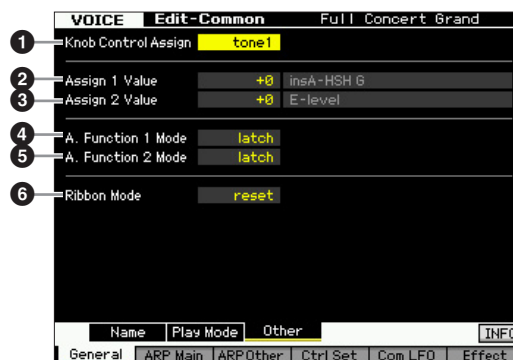 VOICE Edit-Common Full Concert Grand
1 Knob Control Assign tone1
2 Assign 1 Value +0 insA-HSH G
3 Assign 2 Value +0 E-level
4 A. Function 1 Mode latch
5 A. Function 2 Mode latch
6 Ribbon Mode reset
Name Play Mode Other INFO
General ARP Main ARP Other Ctrl Set Com LFO Effect